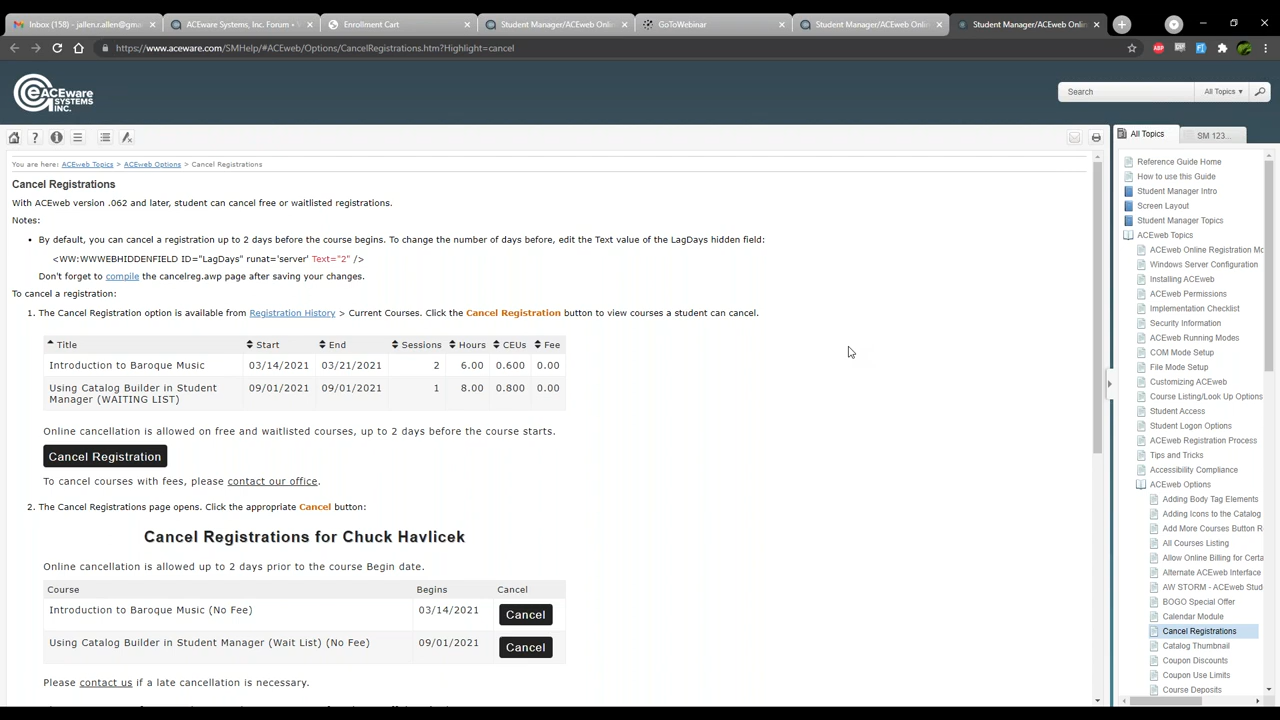 Inbox (158) - jallen.r.allen@gm
ACEware Systems, Inc. Forum
Enrollment Cart
Student Manager/ACEweb Onli
GoToWebinar
Student Manager/ACEweb Onli
Student Manager/ACEweb Onlin
https://www.aceware.com/SMHelp/#ACEweb/Options/CancelRegistrations.htm?Highlight=cancel
ACEWARE SYSTEMS, INC.
Search
All Topics
All Topics
SM 123...
You are here: ACEweb Topics > ACEweb Options > Cancel Registrations
Cancel Registrations
With ACEweb version .062 and later, student can cancel free or waitlisted registrations.
Notes:
• By default, you can cancel a registration up to 2 days before the course begins. To change the number of days before, edit the Text value of the LagDays hidden field:
<WW:WWWEBHIDDENFIELD ID="LagDays" runat='server' Text="2" />
Don't forget to compile the cancelreg.awp page after saving your changes.
To cancel a registration:
1. The Cancel Registration option is available from Registration History > Current Courses. Click the Cancel Registration button to view courses a student can cancel.
Title Start End Sessions Hours CEUs Fee
Introduction to Baroque Music 03/14/2021 03/21/2021 2 6.00 0.600 0.00
Using Catalog Builder in Student 09/01/2021 09/01/2021 1 8.00 0.800 0.00
Manager (WAITING LIST)
Online cancellation is allowed on free and waitlisted courses, up to 2 days before the course starts.
Cancel Registration
To cancel courses with fees, please contact our office.
2. The Cancel Registrations page opens. Click the appropriate Cancel button:
Cancel Registrations for Chuck Havlicek
Online cancellation is allowed up to 2 days prior to the course Begin date.
Course Begins Cancel
Introduction to Baroque Music (No Fee) 03/14/2021 Cancel
Using Catalog Builder in Student Manager (Wait List) (No Fee) 09/01/2021 Cancel
Please contact us if a late cancellation is necessary.
Reference Guide Home
How to use this Guide
Student Manager Intro
Screen Layout
Student Manager Topics
ACEweb Topics
ACEweb Online Registration Mo
Windows Server Configuration
Installing ACEweb
ACEweb Permissions
Implementation Checklist
Security Information
ACEweb Running Modes
COM Mode Setup
File Mode Setup
Customizing ACEweb
Course Listing/Look Up Options
Student Access
Student Logon Options
ACEweb Registration Process
Tips and Tricks
Accessibility Compliance
ACEweb Options
Adding Body Tag Elements
Adding Icons to the Catalog
Add More Courses Button R
All Courses Listing
Allow Online Billing for Certa
Alternate ACEweb Interface
AW STORM - ACEweb Stud
BOGO Special Offer
Calendar Module
Cancel Registrations
Catalog Thumbnail
Coupon Discounts
Coupon Use Limits
Course Deposits